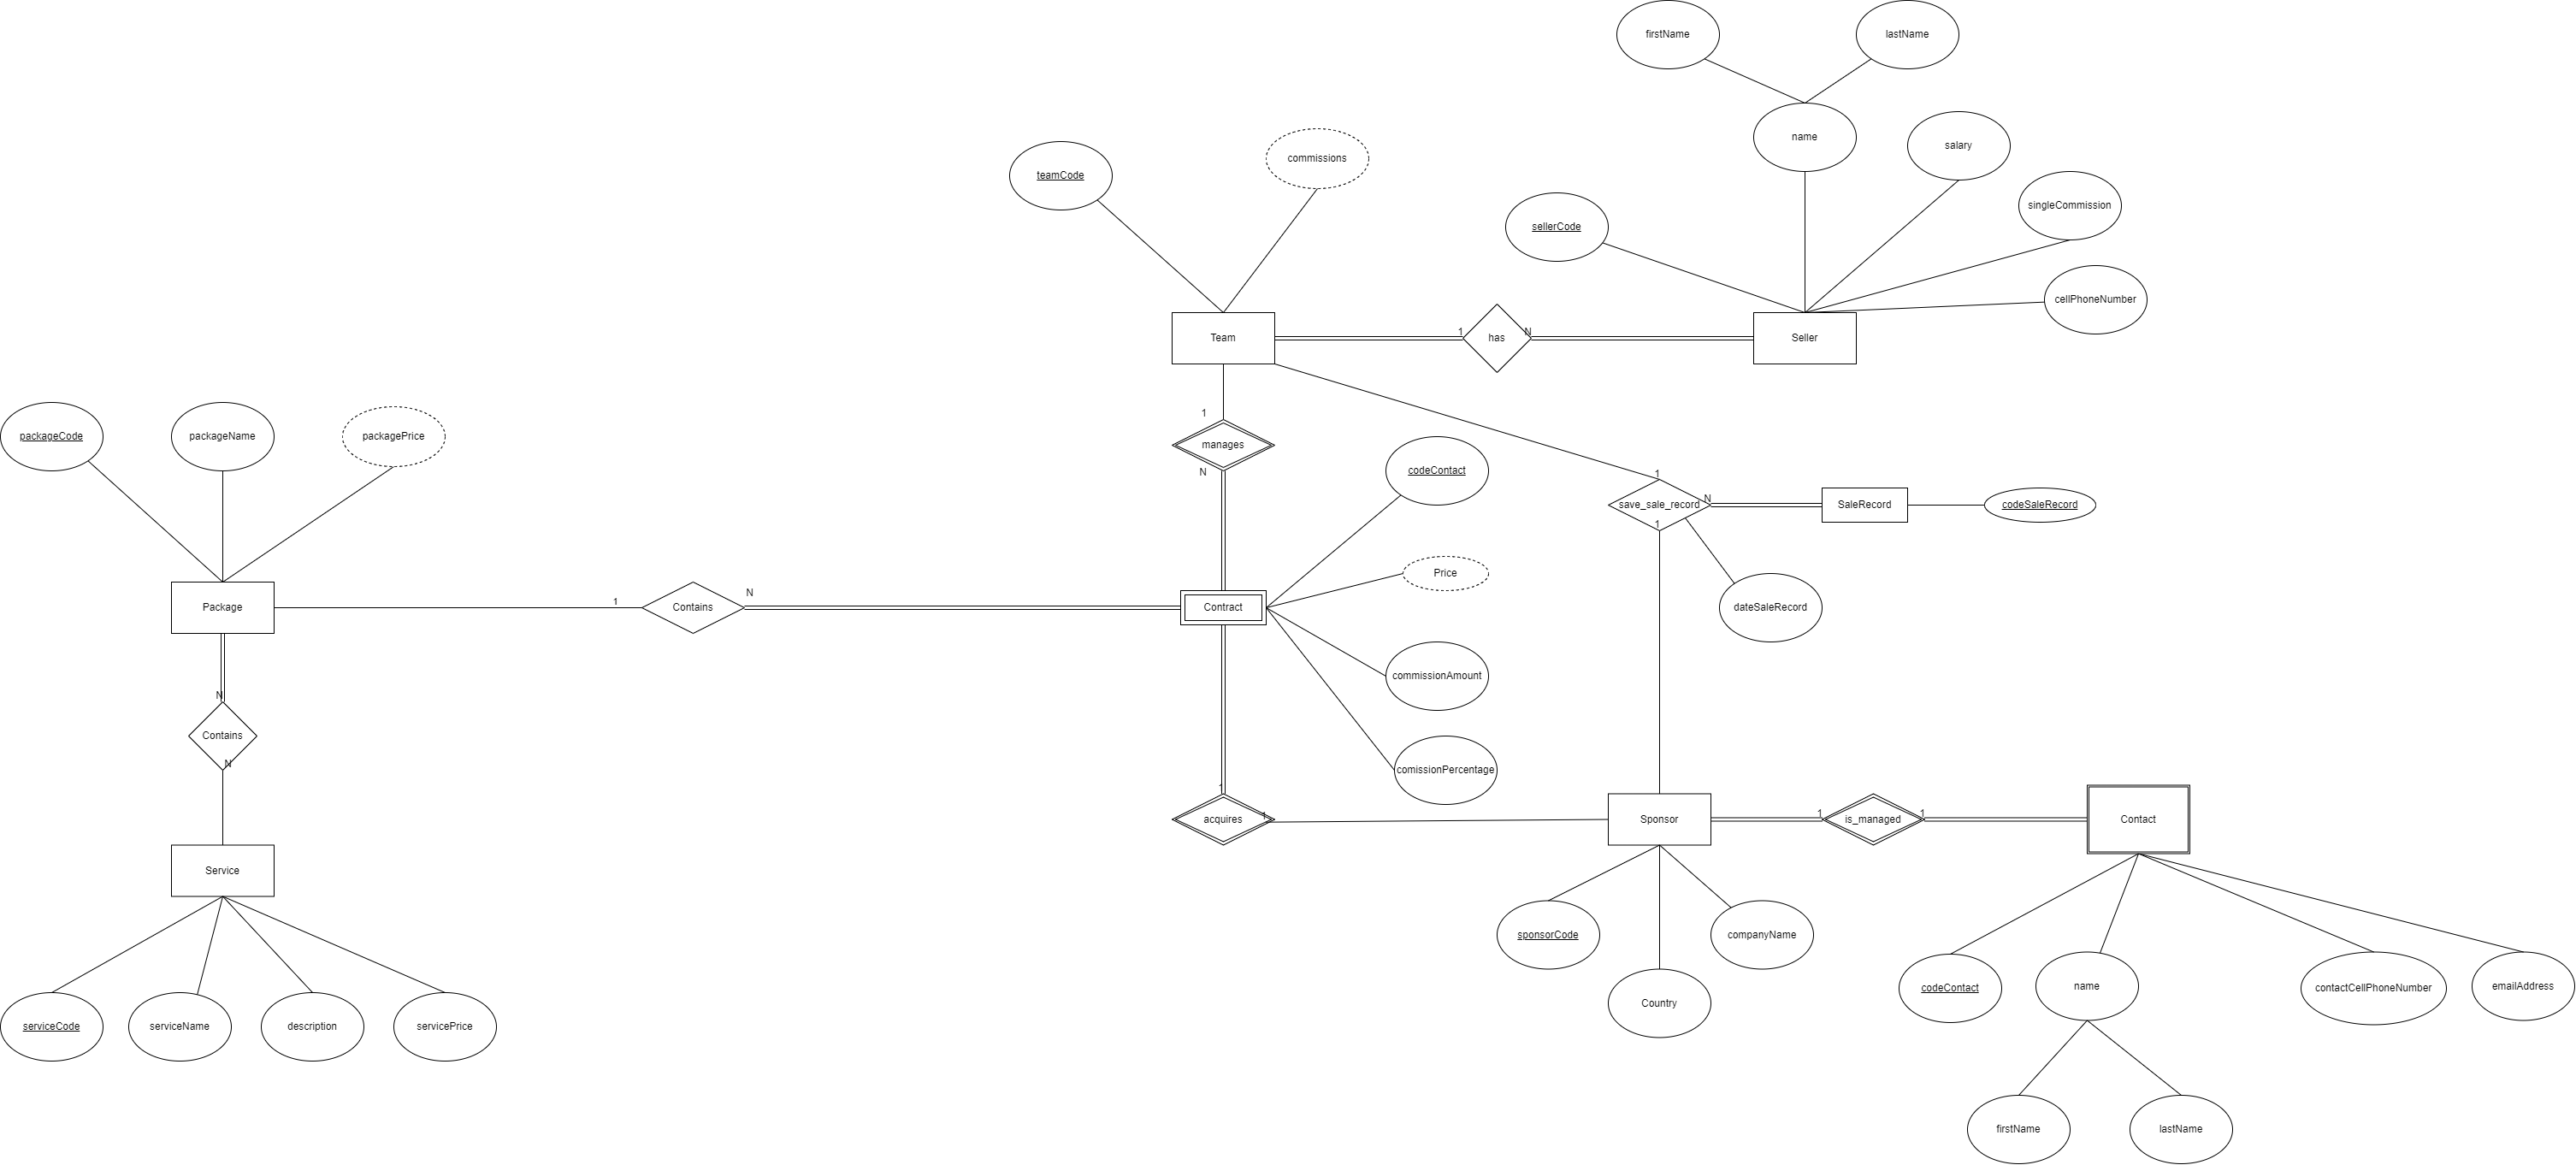 firstName
lastName
name
salary
commissions
teamCode
singleCommission
sellerCode
cellPhoneNumber
Team
1
has
N
Seller
1
manages
N
packageCode
packageName
packagePrice
codeContact
1
save_sale_record
N
1
SaleRecord
codeSaleRecord
Price
dateSaleRecord
Package
1
Contains
N
Contract
commissionAmount
comissionPercentage
N
Contains
N
1
acquires
1
Sponsor
1
is_managed
1
Contact
Service
sponsorCode
companyName
Country
codeContact
name
contactCellPhoneNumber
emailAddress
serviceCode
serviceName
description
servicePrice
firstName
lastName